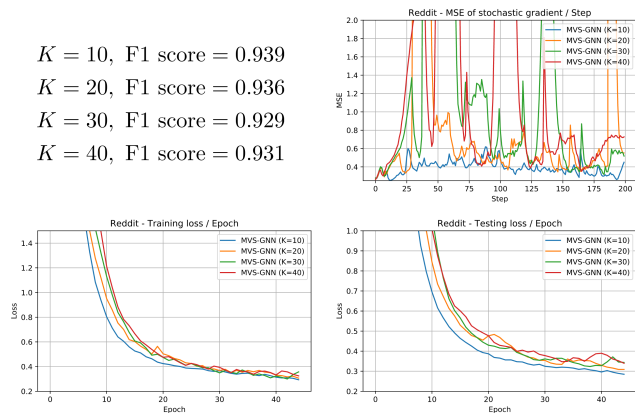 K = 10, F1 score = 0.939
K = 20, F1 score = 0.936
K = 30, F1 score = 0.929
K = 40, F1 score = 0.931
Reddit - MSE of stochastic gradient / Step
MSE
2.0
1.8
1.6
1.4
1.2
1.0
0.8
0.6
0.4
MVS-GNN (K=10)
MVS-GNN (K=20)
MVS-GNN (K=30)
MVS-GNN (K=40)
0 25 50 75 100 125 150 175 200
Step
Reddit - Training loss / Epoch
Loss
1.4
1.2
1.0
0.8
0.6
0.4
0.2
MVS-GNN (K=10)
MVS-GNN (K=20)
MVS-GNN (K=30)
MVS-GNN (K=40)
0 10 20 30 40
Epoch
Reddit - Testing loss / Epoch
Loss
1.0
0.9
0.8
0.7
0.6
0.5
0.4
0.3
0.2
MVS-GNN (K=10)
MVS-GNN (K=20)
MVS-GNN (K=30)
MVS-GNN (K=40)
0 10 20 30 40
Epoch